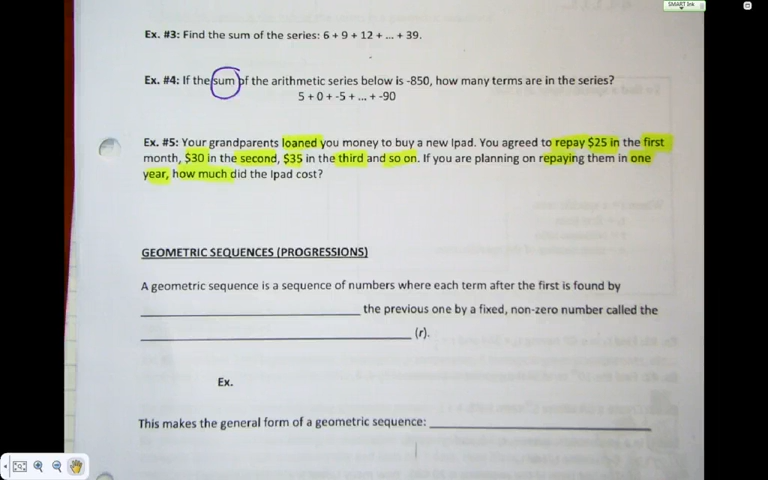 SMART Ink
Ex. #3: Find the sum of the series: 6 + 9 + 12 + ... + 39.
Ex. #4: If the sum of the arithmetic series below is -850, how many terms are in the series?
5 + 0 + -5 + ... + -90
Ex. #5: Your grandparents loaned you money to buy a new Ipad. You agreed to repay $25 in the first
month, $30 in the second, $35 in the third and so on. If you are planning on repaying them in one
year, how much did the Ipad cost?
GEOMETRIC SEQUENCES (PROGRESSIONS)
A geometric sequence is a sequence of numbers where each term after the first is found by
____________________ the previous one by a fixed, non-zero number called the
____________________ (r).
Ex.
This makes the general form of a geometric sequence: ____________________